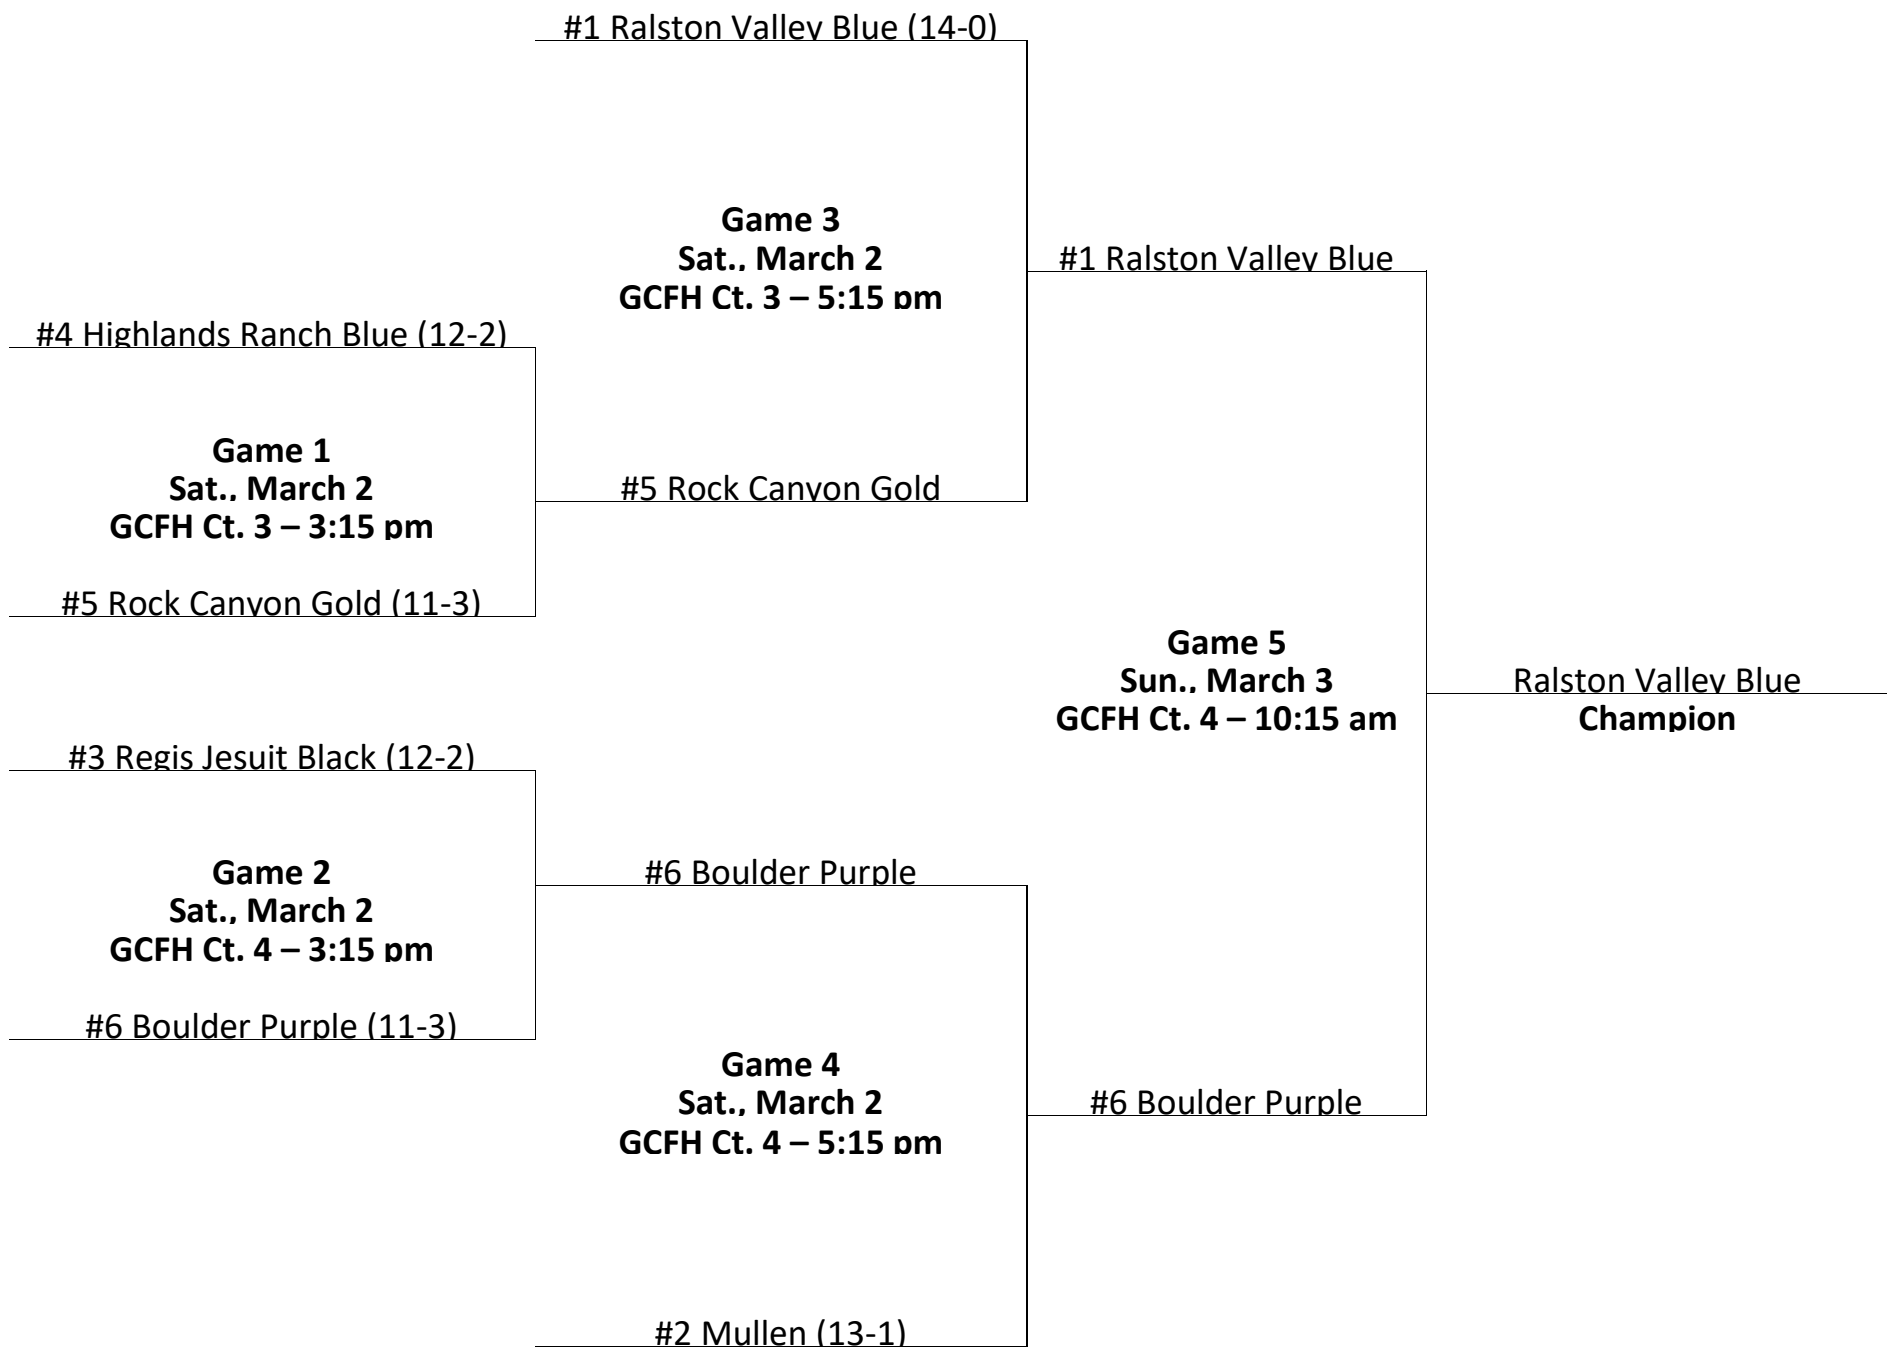 #1 Ralston Valley Blue (14-0)
Game 3
Sat., March 2
GCFH Ct. 3 – 5:15 pm
#1 Ralston Valley Blue
#4 Highlands Ranch Blue (12-2)
Game 1
Sat., March 2
GCFH Ct. 3 – 3:15 pm
#5 Rock Canyon Gold
#5 Rock Canyon Gold (11-3)
Game 5
Sun., March 3
GCFH Ct. 4 – 10:15 am
Ralston Valley Blue
Champion
#3 Regis Jesuit Black (12-2)
Game 2
Sat., March 2
GCFH Ct. 4 – 3:15 pm
#6 Boulder Purple
#6 Boulder Purple (11-3)
Game 4
Sat., March 2
GCFH Ct. 4 – 5:15 pm
#6 Boulder Purple
#2 Mullen (13-1)